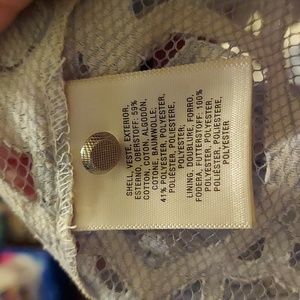 SHELL, VESTE, EXTERIOR,
ESTERNO, OBERSTOFF: 59%
COTTON, COTON, ALGODÓN,
COTONE, BAUMWOLLE,
41% POLYESTER, POLYESTER,
POLIÉSTER, POLIESTERE,
POLYESTER,
LINING, DOUBLURE, FORRO,
FODERA, FUTTERSTOFF: 100%
POLYESTER, POLYESTER,
POLIÉSTER, POLIESTERE,
POLYESTER